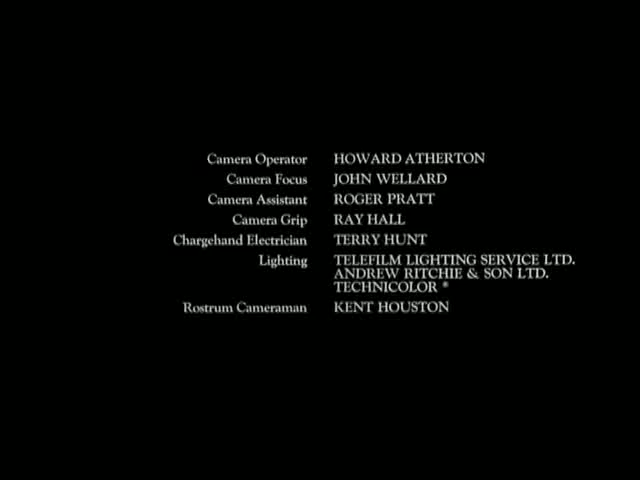 Camera Operator HOWARD ATHERTON
Camera Focus JOHN WELLARD
Camera Assistant ROGER PRATT
Camera Grip RAY HALL
Chargehand Electrician TERRY HUNT
Lighting TELEFILM LIGHTING SERVICE LTD.
ANDREW RITCHIE & SON LTD.
TECHNICOLOR ®
Rostrum Cameraman KENT HOUSTON